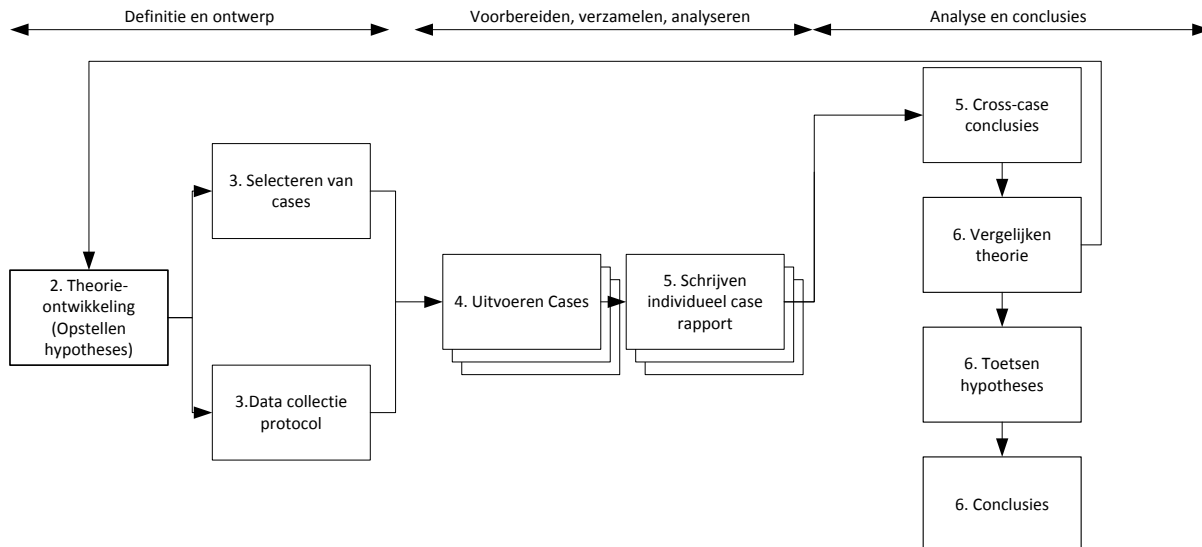 Definitie en ontwerp
Voorbereiden, verzamelen, analyseren
Analyse en conclusies
2. Theorie-
ontwikkeling
(Opstellen
hypotheses)
3. Selecteren van
cases
3.Data collectie
protocol
4. Uitvoeren Cases
5. Schrijven
individueel case
rapport
5. Cross-case
conclusies
6. Vergelijken
theorie
6. Toetsen
hypotheses
6. Conclusies